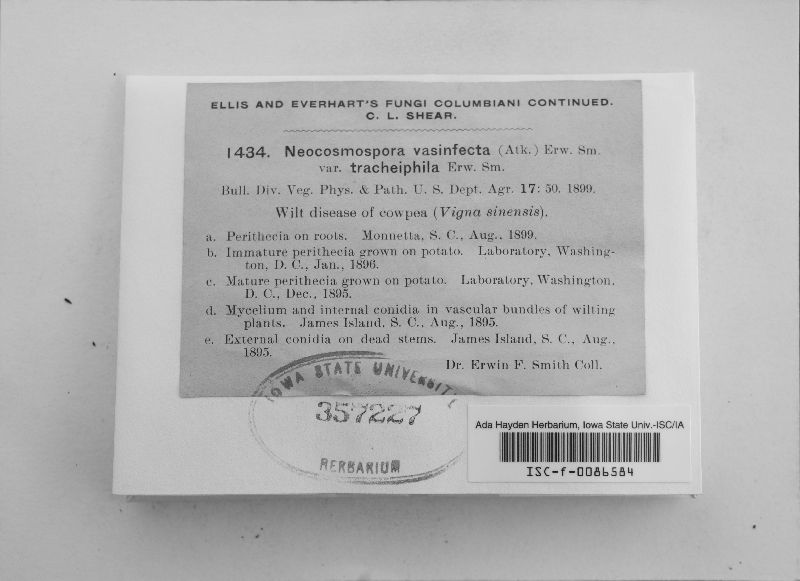 ELLIS AND EVERHART'S FUNGI COLUMBIANI CONTINUED.
C. L. SHEAR.
1434. Neocosmospora vasinfecta (Atk.) Erw. Sm.
var. tracheiphila Erw. Sm.
Bull. Div. Veg. Phys. & Path. U. S. Dept. Agr. 17: 50. 1899.
Wilt disease of cowpea (Vigna sinensis).
a. Perithecia on roots. Monnetta, S. C., Aug., 1899.
b. Immature perithecia grown on potato. Laboratory, Washing-
ton, D. C., Jan., 1896.
c. Mature perithecia grown on potato. Laboratory, Washington,
D. C., Dec., 1895.
d. Mycelium and internal conidia in vascular bundles of wilting
plants. James Island, S. C., Aug., 1895.
e. External conidia on dead stems. James Island, S. C., Aug.,
1895.
Dr. Erwin F. Smith Coll.
IOWA STATE UNIVERSITY
357227
HERBARIUM
Ada Hayden Herbarium, Iowa State Univ.-ISC/IA
ISC-f-0086584